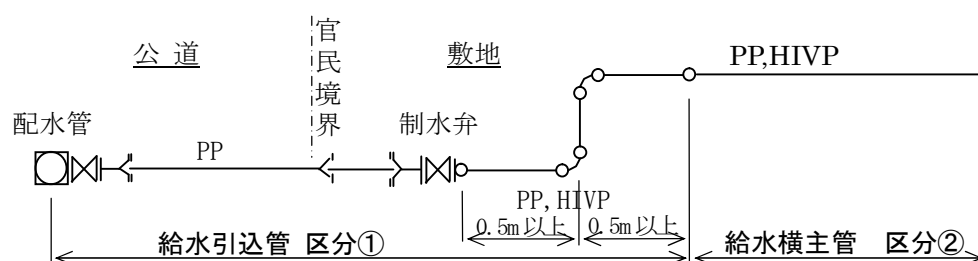 公 道
官民境界
敷地
PP,HIVP
配水管
PP
制水弁
PP,HIVP
0.5m以上
0.5m以上
給水引込管 区分①
給水横主管 区分②